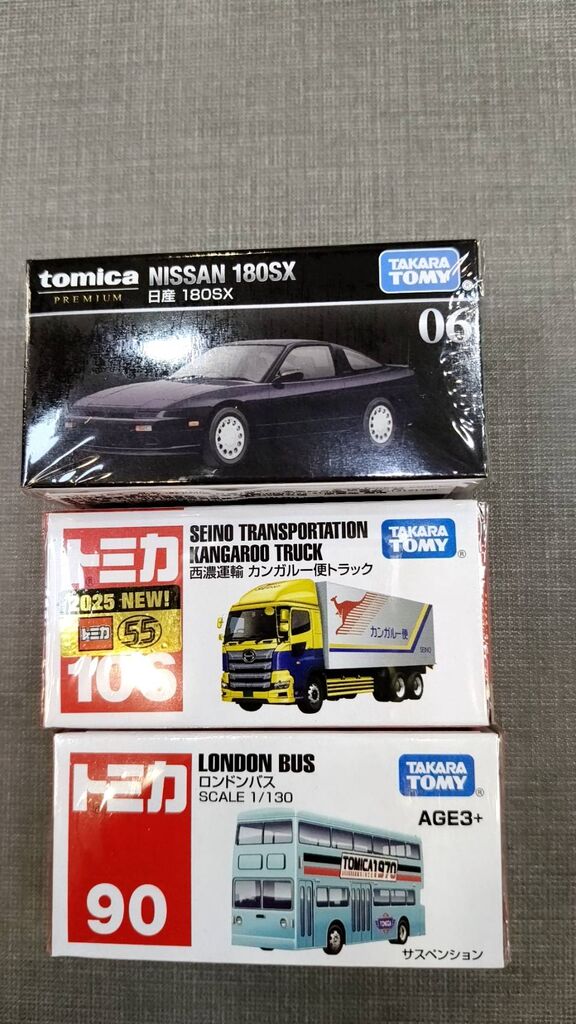 tomica NISSAN 180SX
PREMIUM 日産 180SX
TAKARA TOMY®
06
トミカ
SEINO TRANSPORTATION
KANGAROO TRUCK
西濃運輸 カンガルー便トラック
TAKARA TOMY®
2025 NEW!
トミカ 55
106
カンガルー便
SEINO
トミカ
LONDON BUS
ロンドンバス
SCALE 1/130
TAKARA TOMY®
AGE3+
90
TOMICA1970
TOMICA
サスペンション